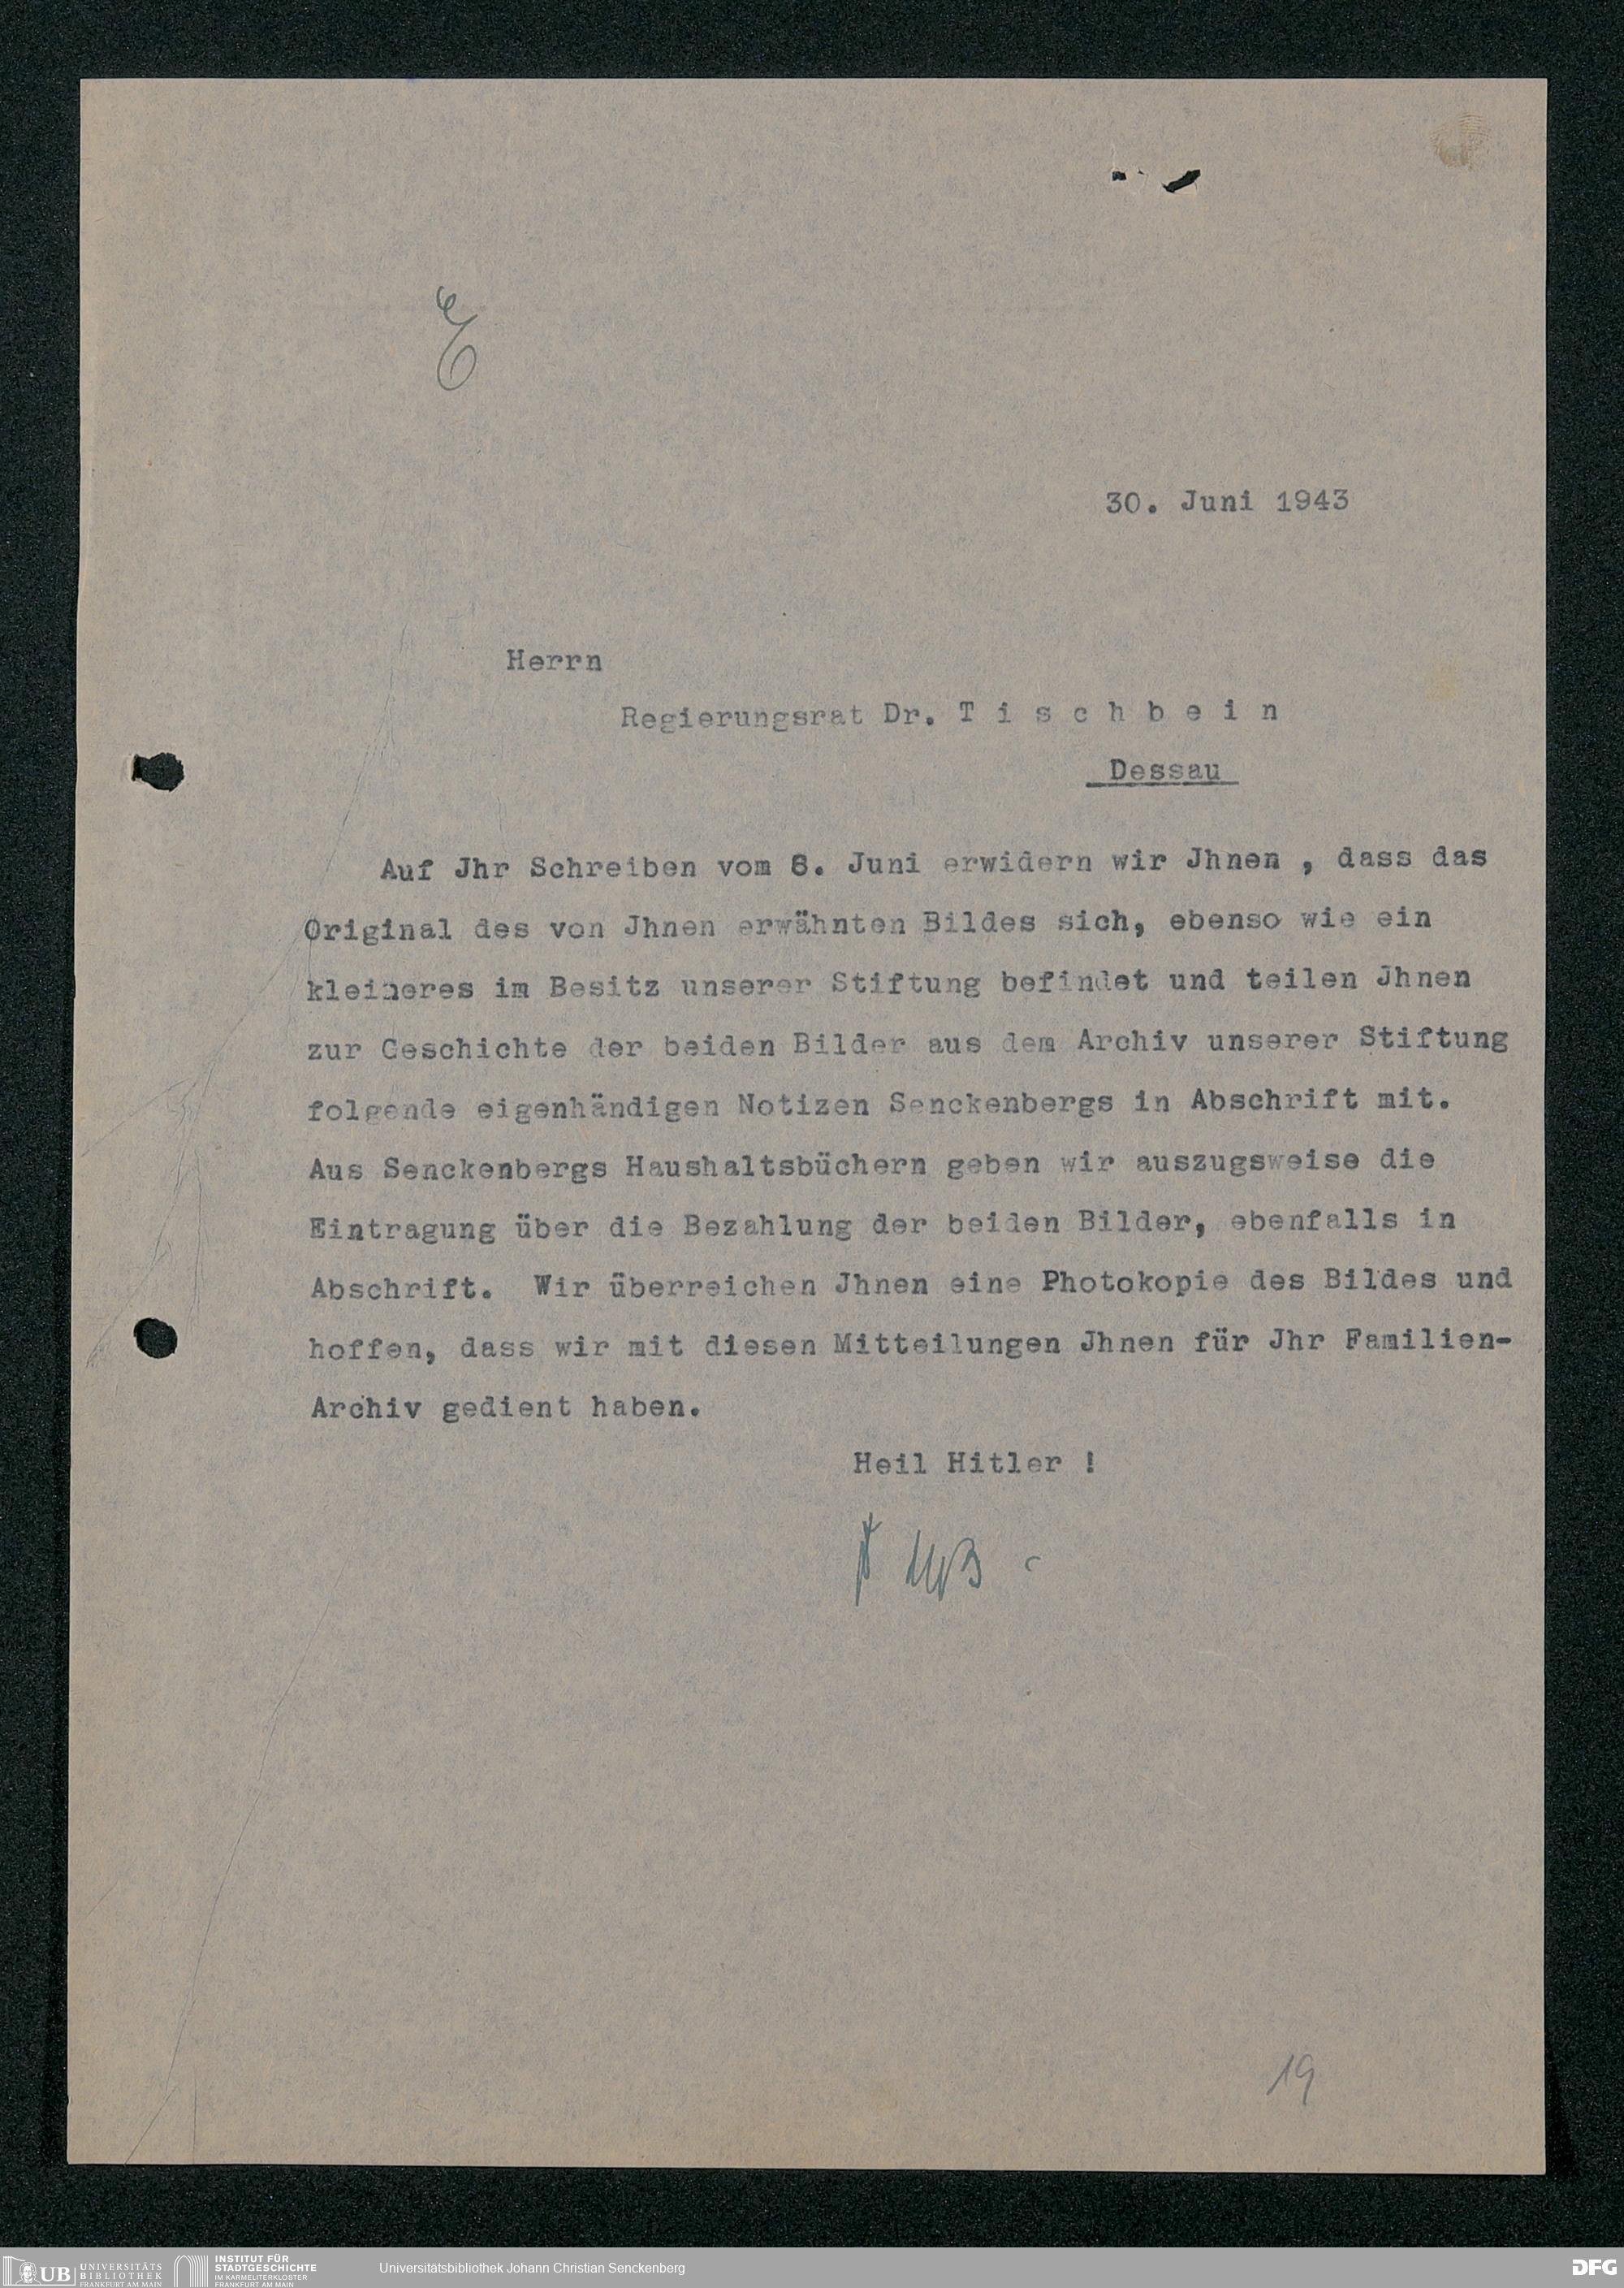 E
30. Juni 1943
Herrn
Regierungsrat Dr. T i s c h b e i n
Dessau
Auf Jhr Schreiben vom 8. Juni erwidern wir Jhnen , dass das
Original des von Jhnen erwähnten Bildes sich, ebenso wie ein
kleineres im Besitz unserer Stiftung befindet und teilen Jhnen
zur Geschichte der beiden Bilder aus dem Archiv unserer Stiftung
folgende eigenhändigen Notizen Senckenbergs in Abschrift mit.
Aus Senckenbergs Haushaltsbüchern geben wir auszugsweise die
Eintragung über die Bezahlung der beiden Bilder, ebenfalls in
Abschrift. Wir überreichen Jhnen eine Photokopie des Bildes und
hoffen, dass wir mit diesen Mitteilungen Jhnen für Jhr Familien-
Archiv gedient haben.
Heil Hitler !
19
UB UNIVERSITÄTS BIBLIOTHEK FRANKFURT AM MAIN
INSTITUT FÜR STADTGESCHICHTE IM KARMELITERKLOSTER FRANKFURT AM MAIN
Universitätsbibliothek Johann Christian Senckenberg
DFG